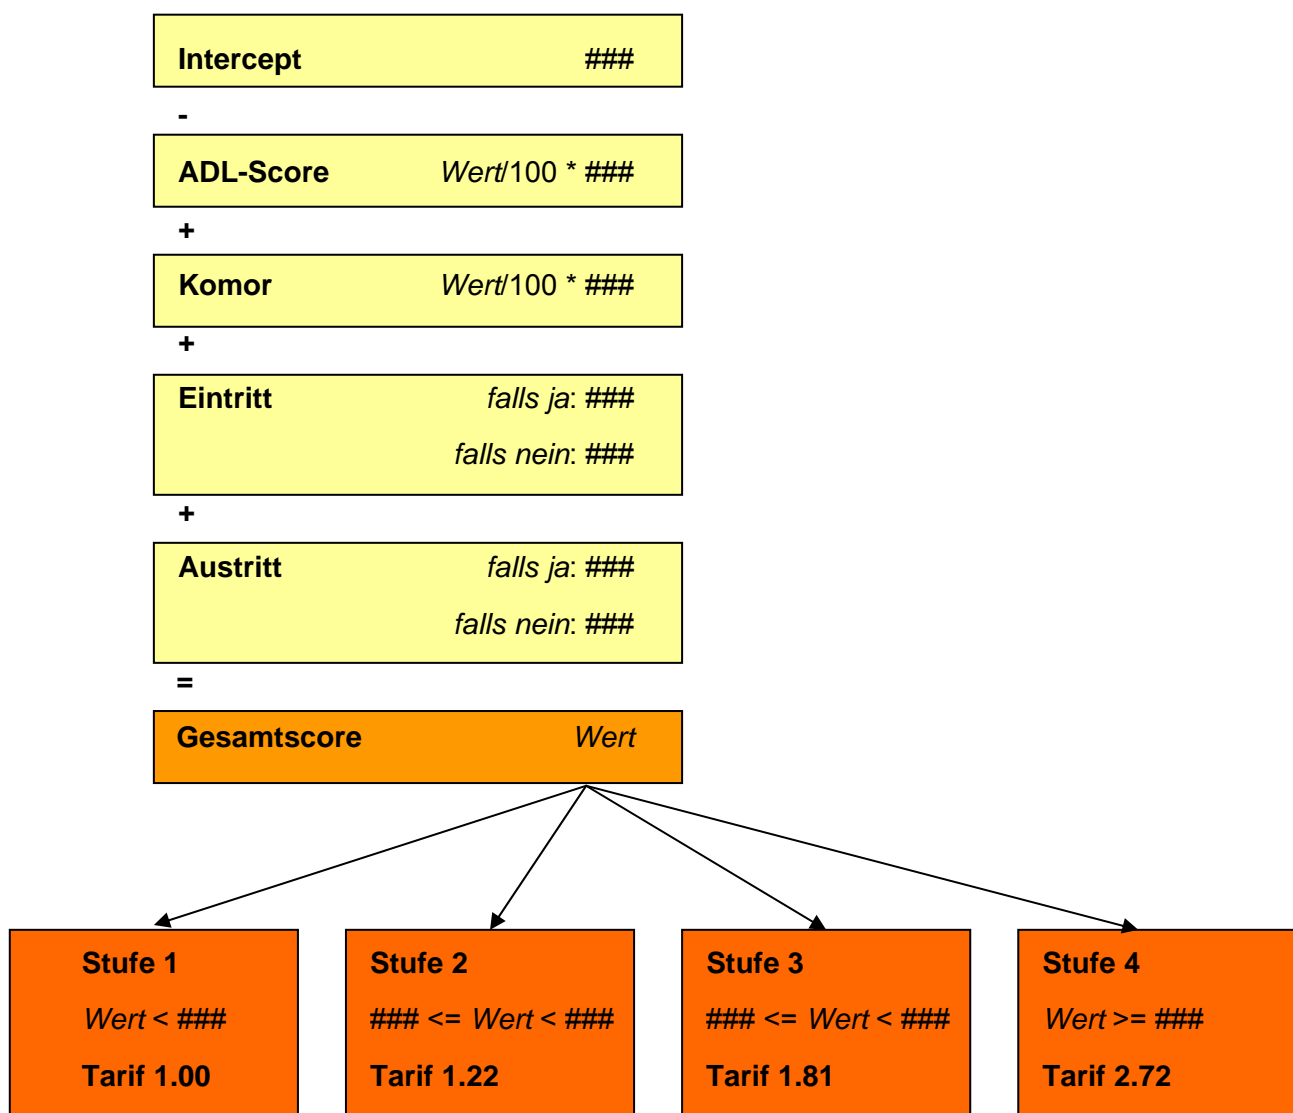 Intercept ###
-
ADL-Score Wert/100 * ###
+
Komor Wert/100 * ###
+
Eintritt falls ja: ###
falls nein: ###
+
Austritt falls ja: ###
falls nein: ###
=
Gesamtscore Wert
Stufe 1
Wert < ###
Tarif 1.00
Stufe 2
### <= Wert < ###
Tarif 1.22
Stufe 3
### <= Wert < ###
Tarif 1.81
Stufe 4
Wert >= ###
Tarif 2.72